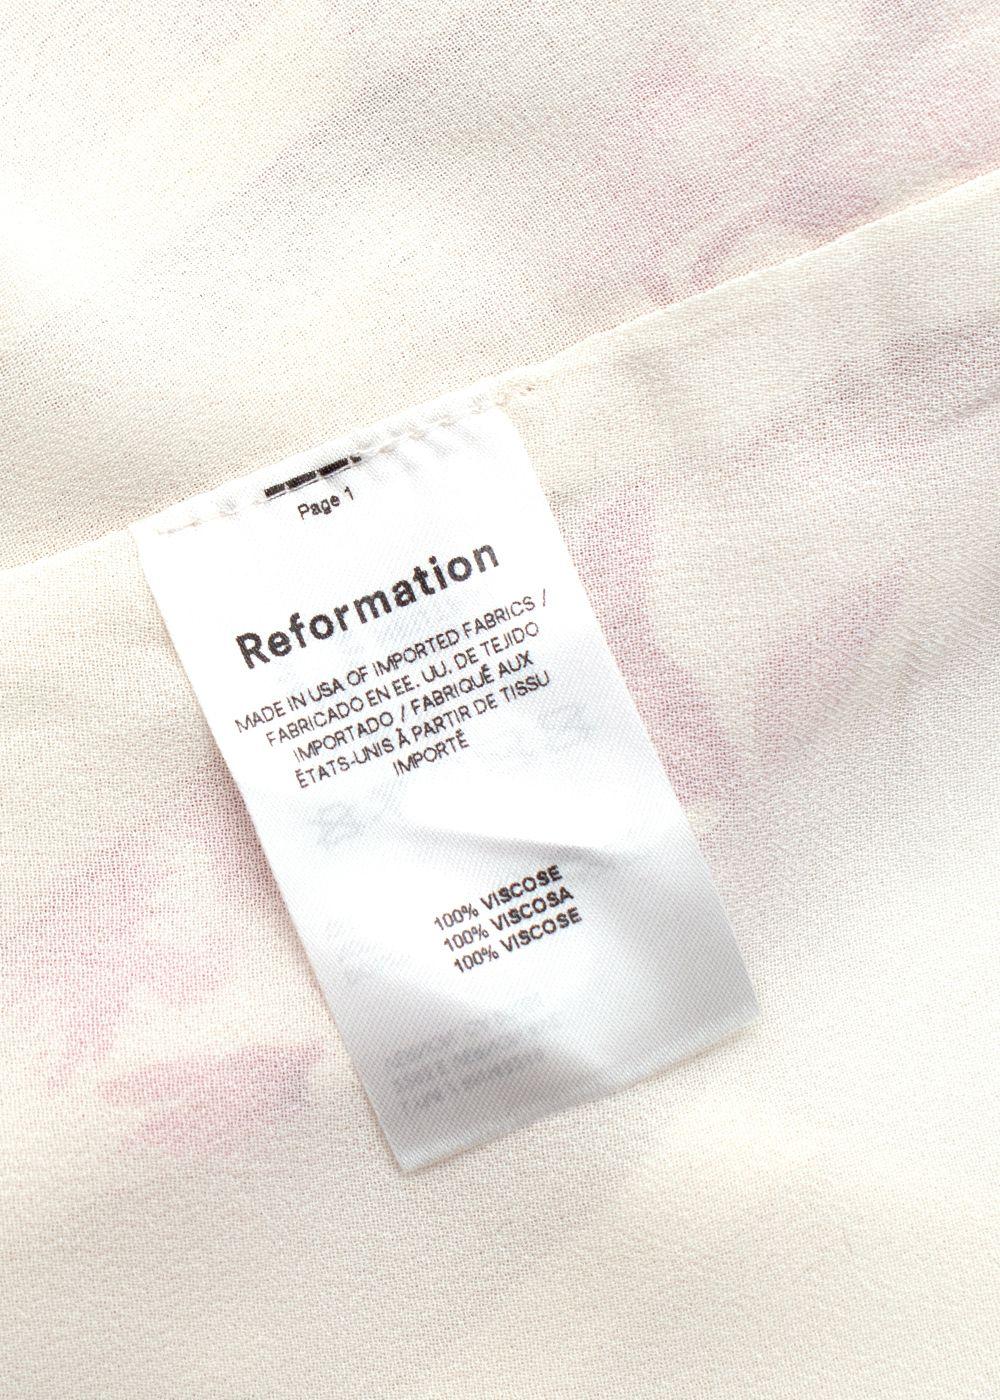 Page 1
Reformation
MADE IN USA OF IMPORTED FABRICS /
FABRICADO EN EE. UU. DE TEJIDO
IMPORTADO / FABRIQUÉ AUX
ÉTATS-UNIS À PARTIR DE TISSU
IMPORTÉ
100% VISCOSE
100% VISCOSA
100% VISCOSE